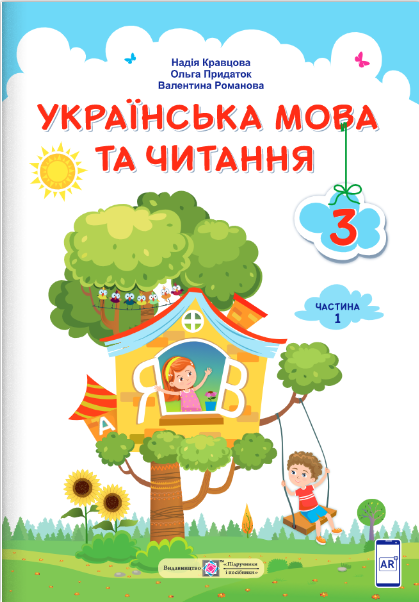 Надія Кравцова
Ольга Придаток
Валентина Романова
УКРАЇНСЬКА МОВА
ТА ЧИТАННЯ
3
ЧАСТИНА
1
Я В
А
Видавництво «Підручники і посібники»
AR